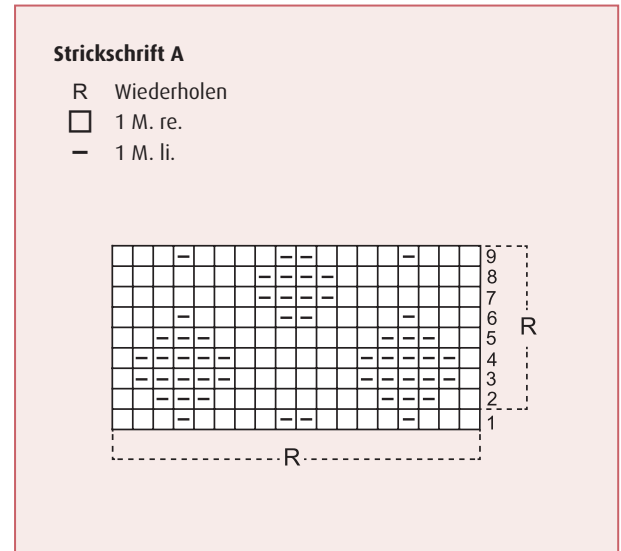 Strickschrift A
R Wiederholen
1 M. re.
– 1 M. li.
9
8
7
6
R
5
4
3
2
1
R